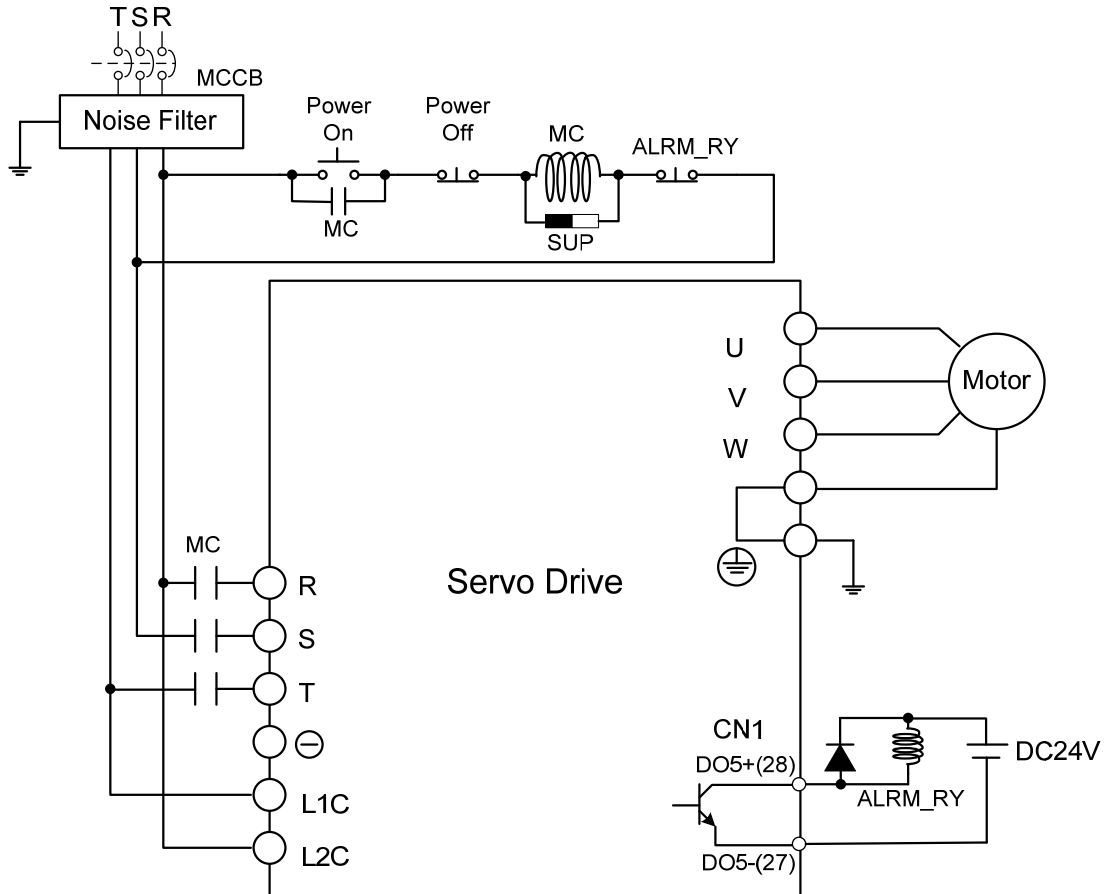 TSR
MCCB
Noise Filter
Power
On
Power
Off
MC
ALRM_RY
MC
SUP
U
Motor
V
W
MC
R
Servo Drive
S
T
CN1
DO5+(28)
DC24V
ALRM_RY
L1C
L2C
DO5-(27)